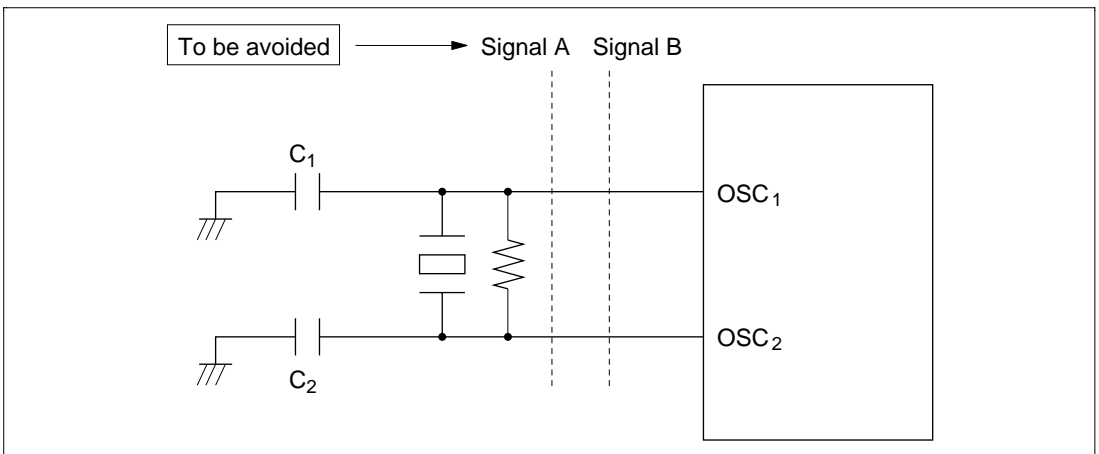 To be avoided
Signal A
Signal B
C1
OSC1
OSC2
C2